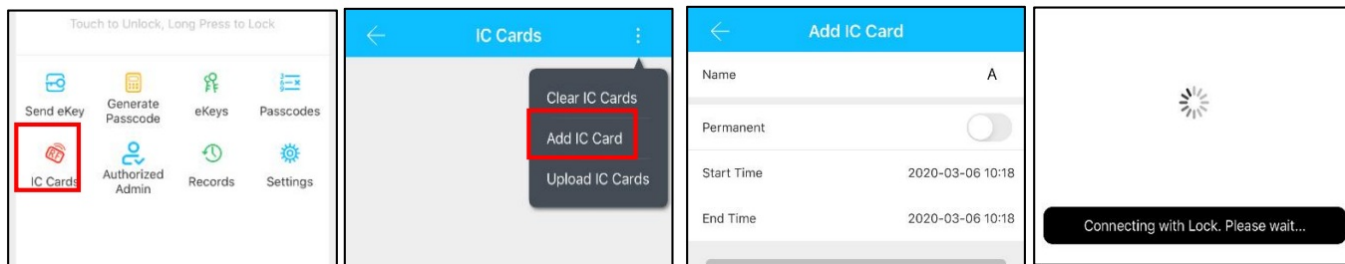 Touch to Unlock, Long Press to Lock
Send eKey
Generate
Passcode
eKeys
Passcodes
IC Cards
Authorized
Admin
Records
Settings
IC Cards
Clear IC Cards
Add IC Card
Upload IC Cards
Add IC Card
Name A
Permanent
Start Time 2020-03-06 10:18
End Time 2020-03-06 10:18
Connecting with Lock. Please wait...